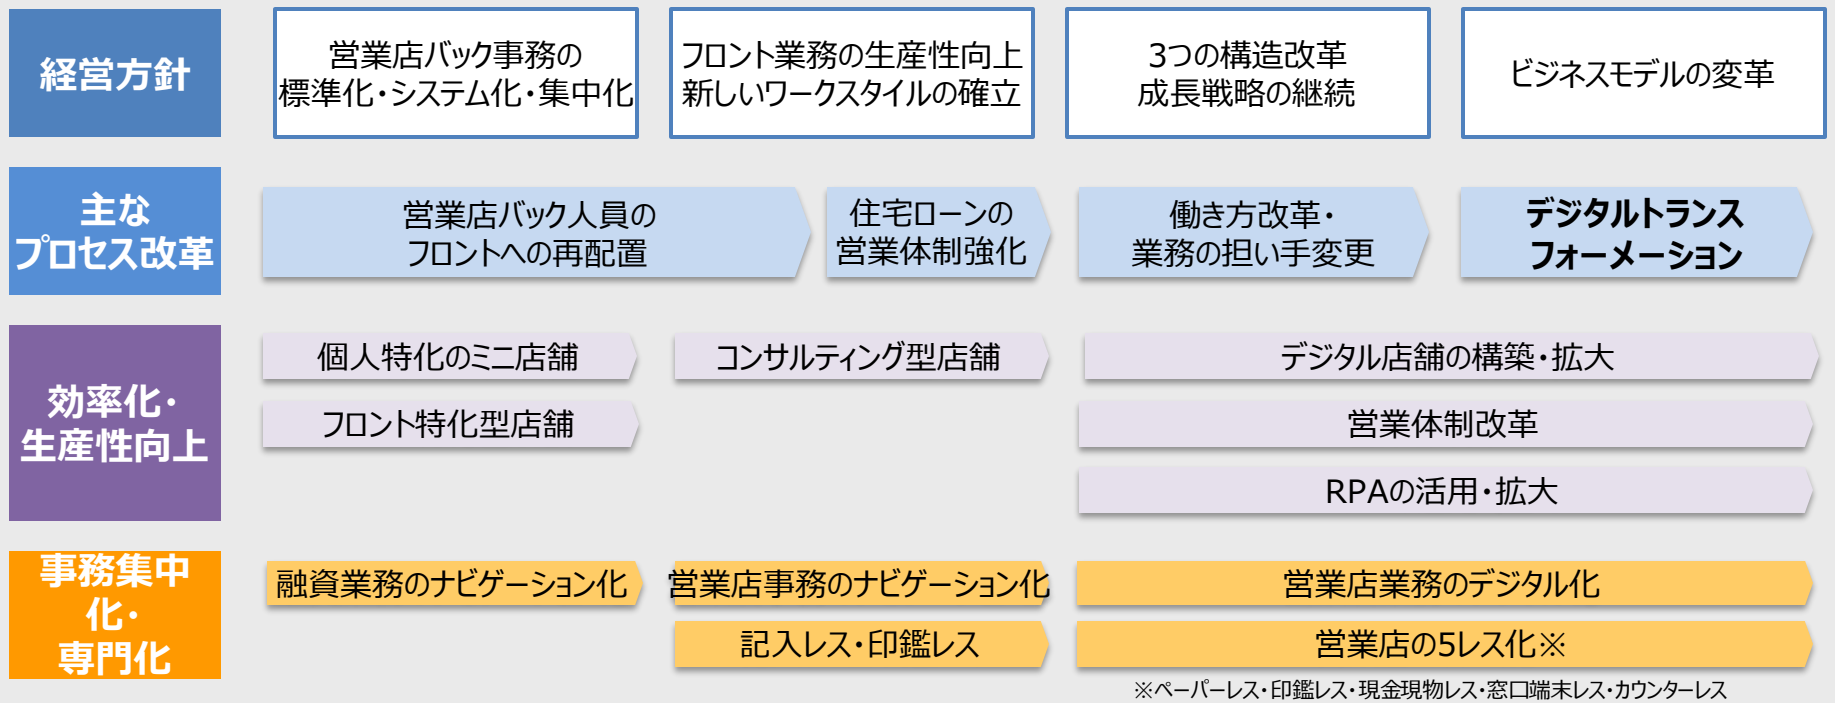 経営方針
営業店バック事務の
標準化・システム化・集中化
フロント業務の生産性向上
新しいワークスタイルの確立
3つの構造改革
成長戦略の継続
ビジネスモデルの変革
主な
プロセス改革
営業店バック人員の
フロントへの再配置
住宅ローンの
営業体制強化
働き方改革・
業務の担い手変更
デジタルトランス
フォーメーション
効率化・
生産性向上
個人特化のミニ店舗
コンサルティング型店舗
デジタル店舗の構築・拡大
フロント特化型店舗
営業体制改革
RPAの活用・拡大
事務集中
化・
専門化
融資業務のナビゲーション化
営業店事務のナビゲーション化
営業店業務のデジタル化
記入レス・印鑑レス
営業店の5レス化※
※ペーパーレス・印鑑レス・現金現物レス・窓口端末レス・カウンターレス